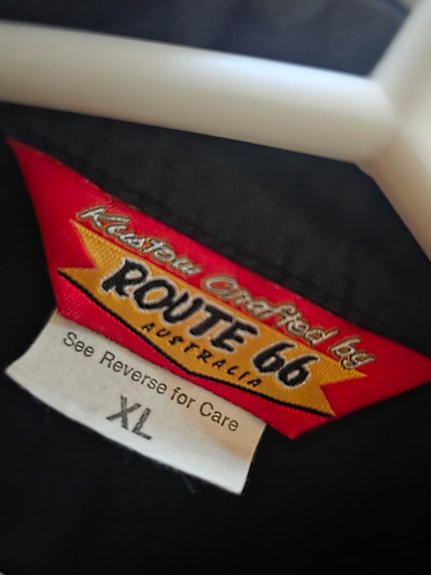 Kustom Crafted by
ROUTE 66
AUSTRALIA
See Reverse for Care
XL